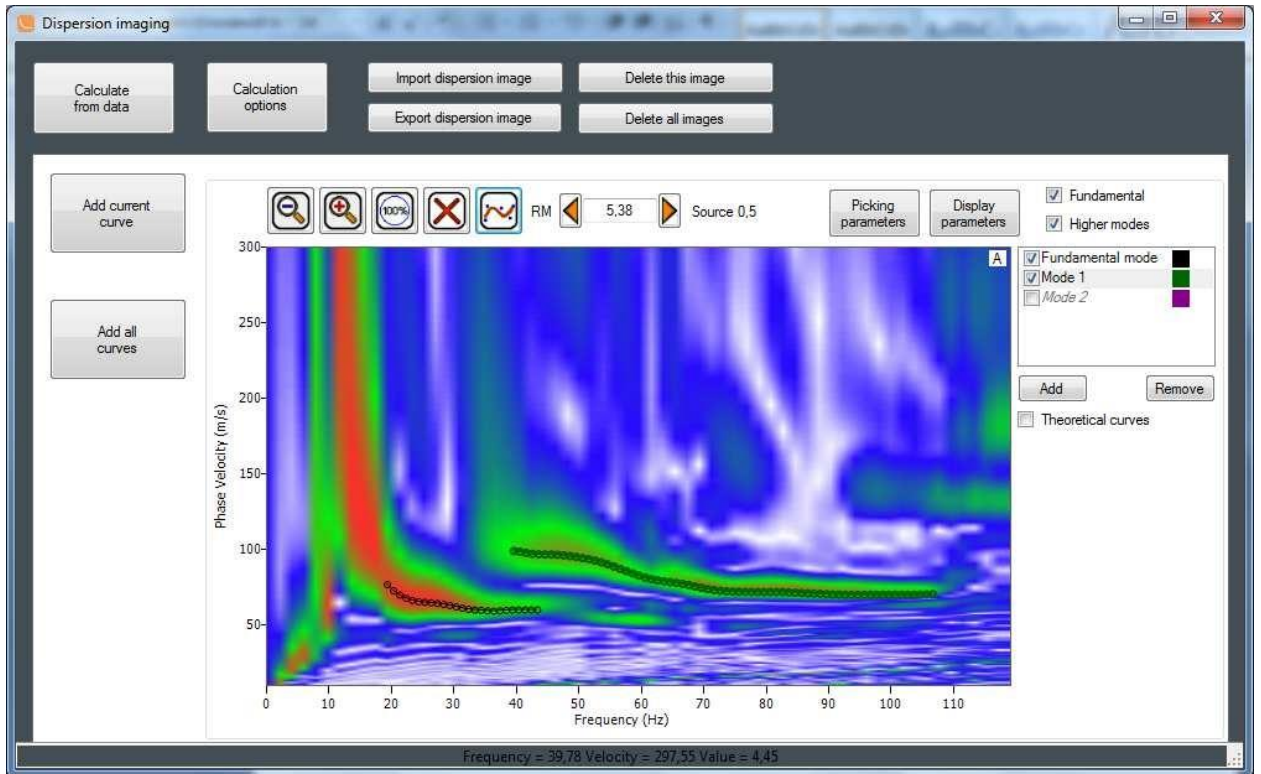 Dispersion imaging
Calculate
from data
Calculation
options
Import dispersion image
Delete this image
Export dispersion image
Delete all images
Add current
curve
Add all
curves
100%
RM
5,38
Source 0,5
Picking
parameters
Display
parameters
Fundamental
Higher modes
A
Fundamental mode
Mode 1
Mode 2
Add
Remove
Theoretical curves
Phase Velocity (m/s)
300
250
200
150
100
50
0 10 20 30 40 50 60 70 80 90 100 110
Frequency (Hz)
Frequency = 39,78 Velocity = 297,55 Value = 4,45